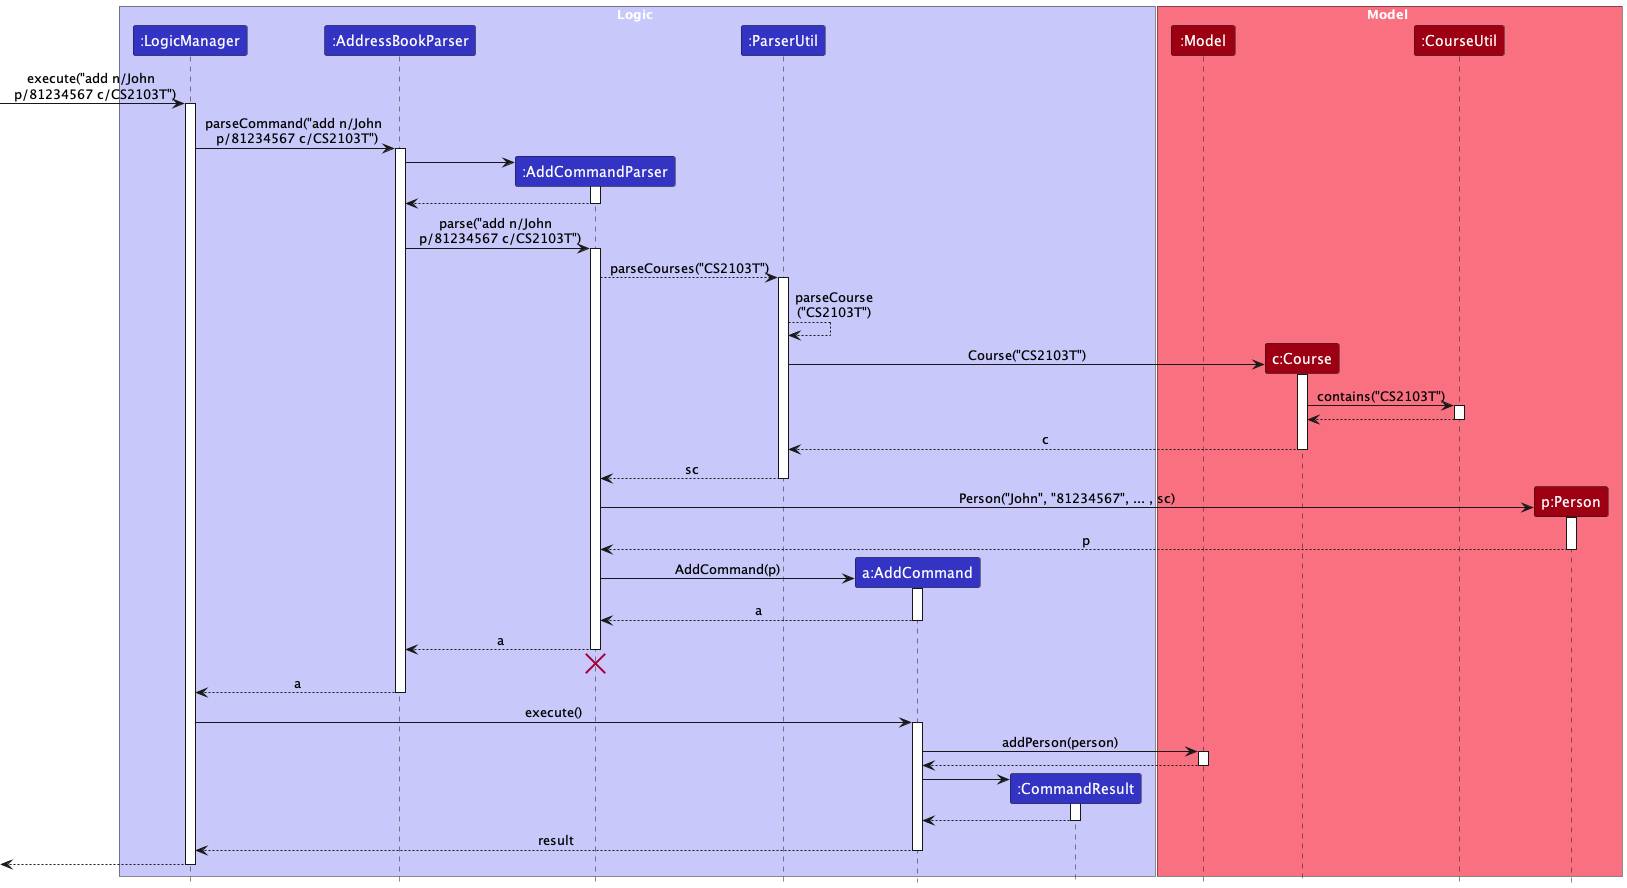 Logic
Model
:LogicManager
:AddressBookParser
:ParserUtil
:Model
:CourseUtil
execute("add n/John
p/81234567 c/CS2103T")
parseCommand("add n/John
p/81234567 c/CS2103T")
:AddCommandParser
parse("add n/John
p/81234567 c/CS2103T")
parseCourses("CS2103T")
parseCourse
("CS2103T")
Course("CS2103T")
c:Course
contains("CS2103T")
c
sc
Person("John", "81234567", ... , sc)
p:Person
p
AddCommand(p)
a:AddCommand
a
a
a
execute()
addPerson(person)
:CommandResult
result